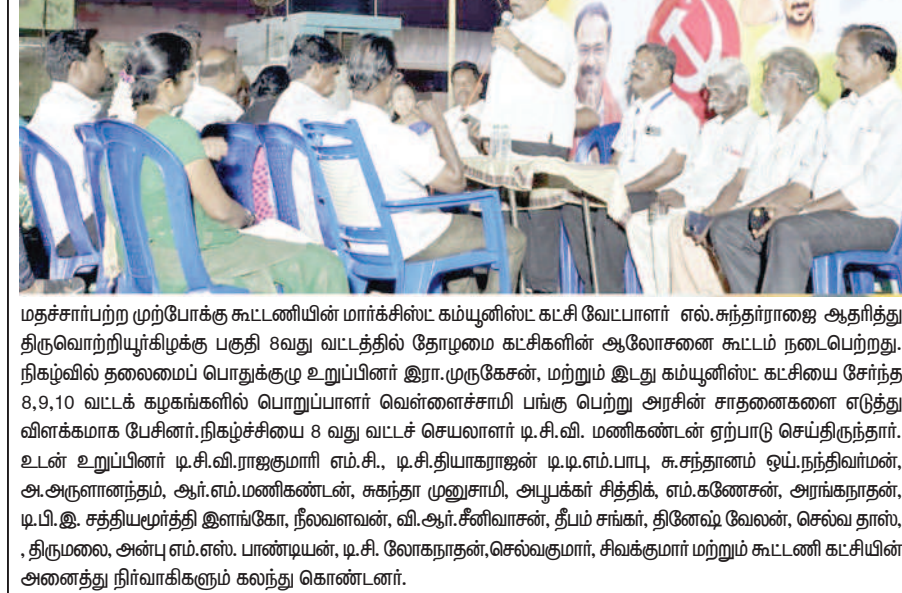 மதச்சார்பற்ற முற்போக்கு கூட்டணியின் மார்க்சிஸ்ட் கம்யூனிஸ்ட் கட்சி வேட்பாளர் எல்.சுந்தர்ராஜை ஆதரித்து
திருவொற்றியூர்கிழக்கு பகுதி 8வது வட்டத்தில் தோழமை கட்சிகளின் ஆலோசனை கூட்டம் நடைபெற்றது.
நிகழ்வில் தலைமைப் பொதுக்குழு உறுப்பினர் இரா.முருகேசன், மற்றும் இடது கம்யூனிஸ்ட் கட்சியை சேர்ந்த
8,9,10 வட்டக் கழகங்களில் பொறுப்பாளர் வெள்ளைச்சாமி பங்கு பெற்று அரசின் சாதனைகளை எடுத்து
விளக்கமாக பேசினர்.நிகழ்ச்சியை 8 வது வட்டச் செயலாளர் டி.சி.வி. மணிகண்டன் ஏற்பாடு செய்திருந்தார்.
உடன் உறுப்பினர் டி.சி.வி.ராஜகுமாரி எம்.சி., டி.சி.தியாகராஜன் டி.டி.எம்.பாபு, சு.சந்தானம் ஒய்.நந்திவர்மன்,
அ.அருளானந்தம், ஆர்.எம்.மணிகண்டன், சுகந்தா முனுசாமி, அபூபக்கர் சித்திக், எம்.கணேசன், அரங்கநாதன்,
டி.பி.இ. சத்தியமூர்த்தி இளங்கோ, நீலவளவன், வி.ஆர்.சீனிவாசன், தீபம் சங்கர், தினேஷ் வேலன், செல்வ தாஸ்,
, திருமலை, அன்பு எம்.எஸ். பாண்டியன், டி.சி. லோகநாதன்,செல்வகுமார், சிவக்குமார் மற்றும் கூட்டணி கட்சியின்
அனைத்து நிர்வாகிகளும் கலந்து கொண்டனர்.